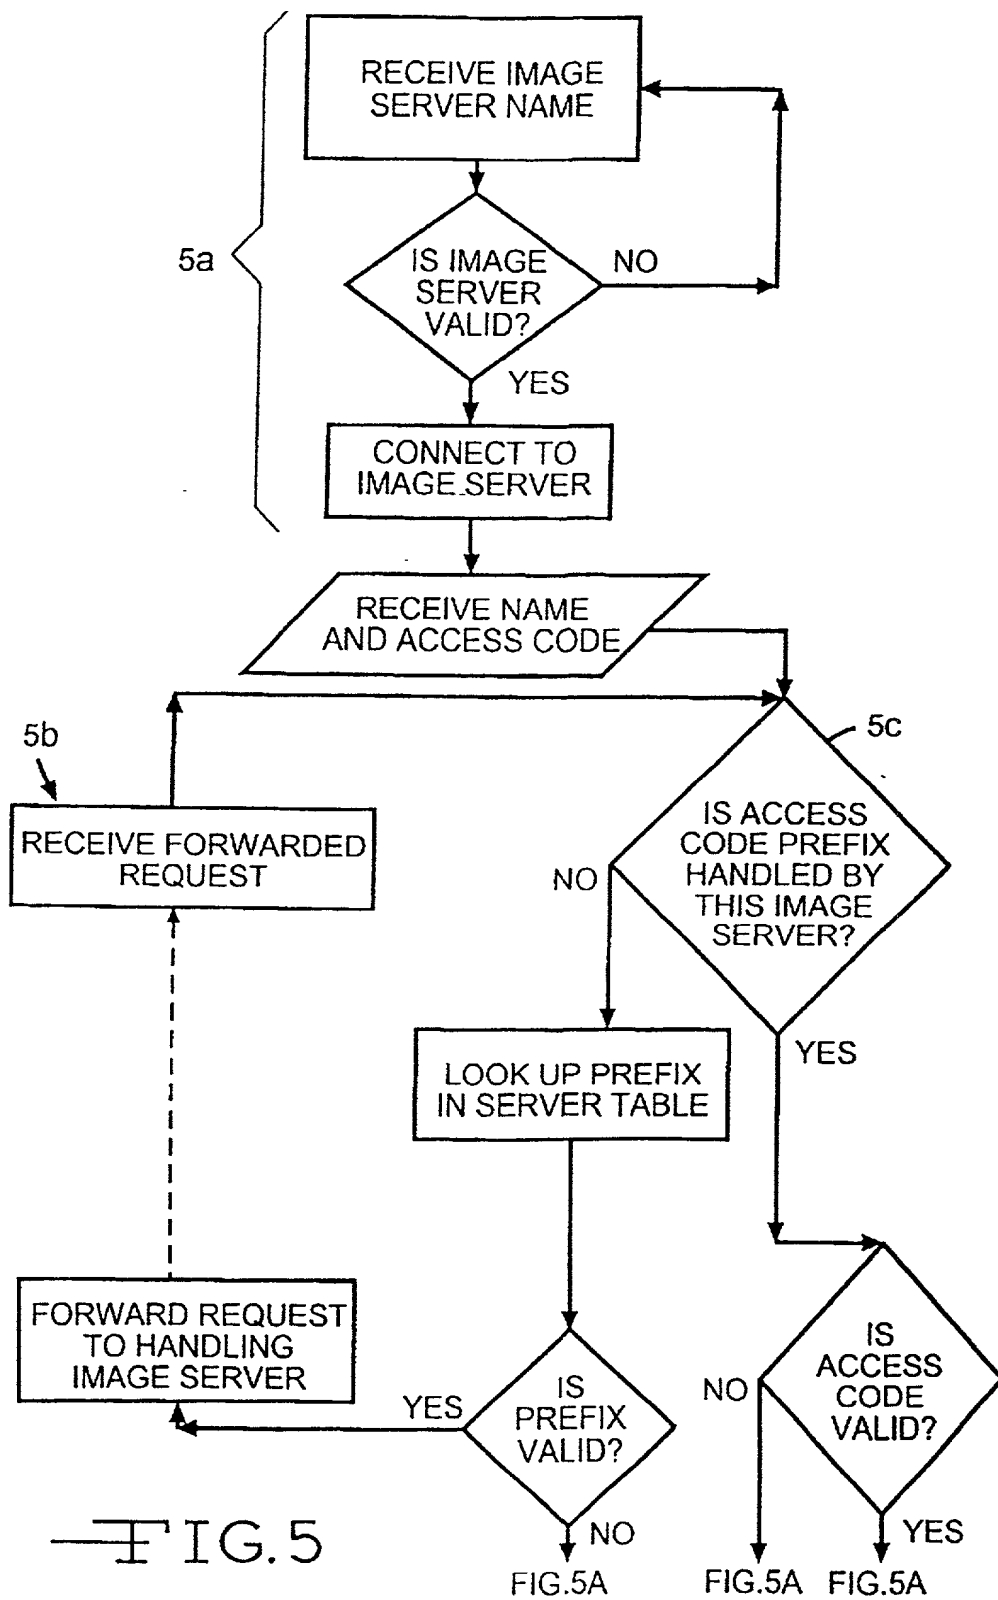 RECEIVE IMAGE
SERVER NAME
5a
IS IMAGE
SERVER
VALID?
NO
YES
CONNECT TO
IMAGE SERVER
RECEIVE NAME
AND ACCESS CODE
5b
5c
RECEIVE FORWARDED
REQUEST
IS ACCESS
CODE PREFIX
HANDLED BY
THIS IMAGE
SERVER?
NO
YES
LOOK UP PREFIX
IN SERVER TABLE
FORWARD REQUEST
TO HANDLING
IMAGE SERVER
YES
IS
PREFIX
VALID?
NO
IS
ACCESS
CODE
VALID?
NO
YES
FIG.5A
FIG.5A
FIG.5A
FIG.5